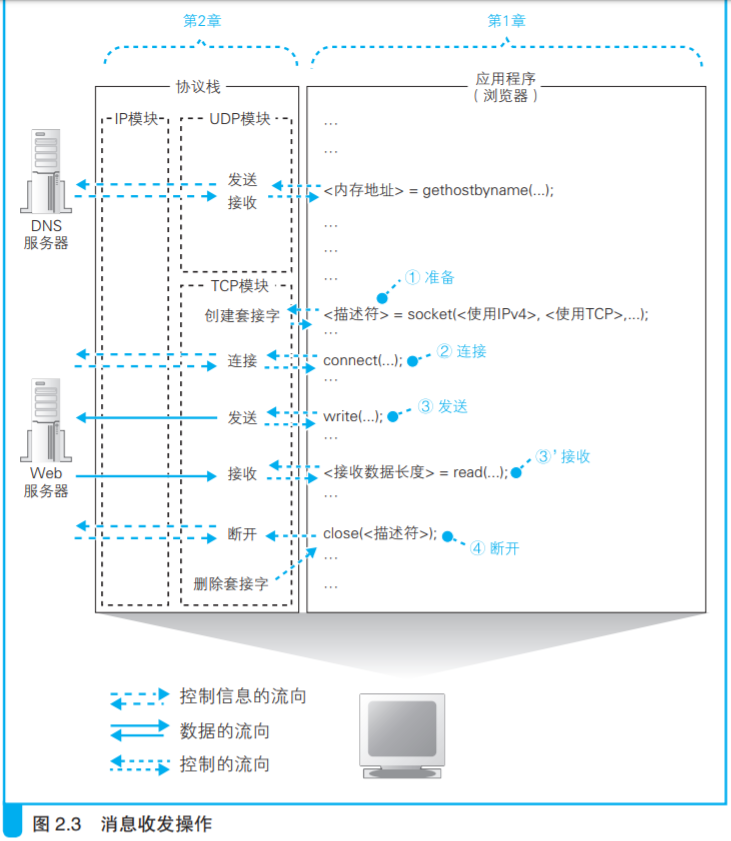 第2章
第1章
协议栈
应用程序
（浏览器）
IP模块
UDP模块
...
...
发送
接收
<内存地址> = gethostbyname(...);
DNS
服务器
...
...
...
① 准备
TCP模块
创建套接字
<描述符> = socket(<使用IPv4>, <使用TCP>,...);
...
连接
connect(...);
② 连接
...
发送
write(...);
③ 发送
...
Web
服务器
接收
<接收数据长度> = read(...);
③' 接收
...
断开
close(<描述符>);
④ 断开
...
删除套接字
...
控制信息的流向
数据的流向
控制的流向
图 2.3 消息收发操作